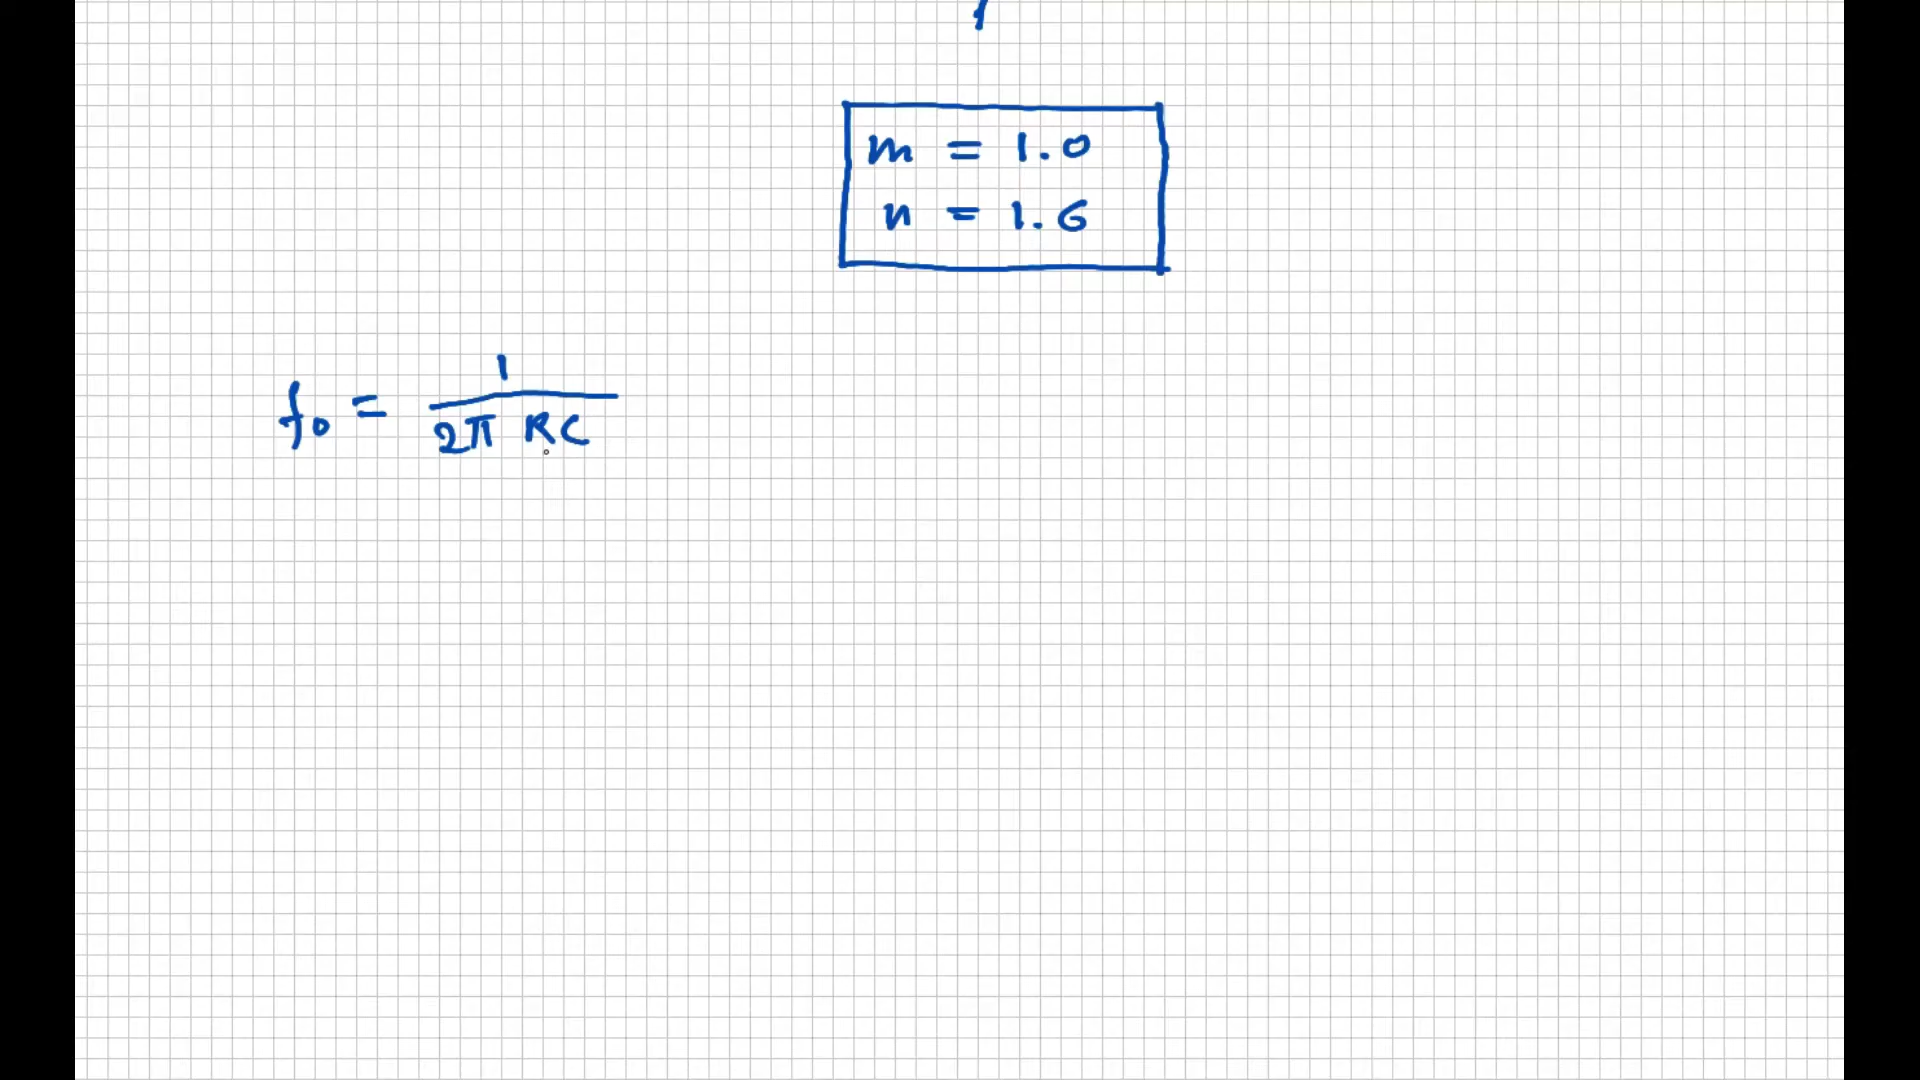 m = 1.0
n = 1.6
f₀ = 1 / 2π RC